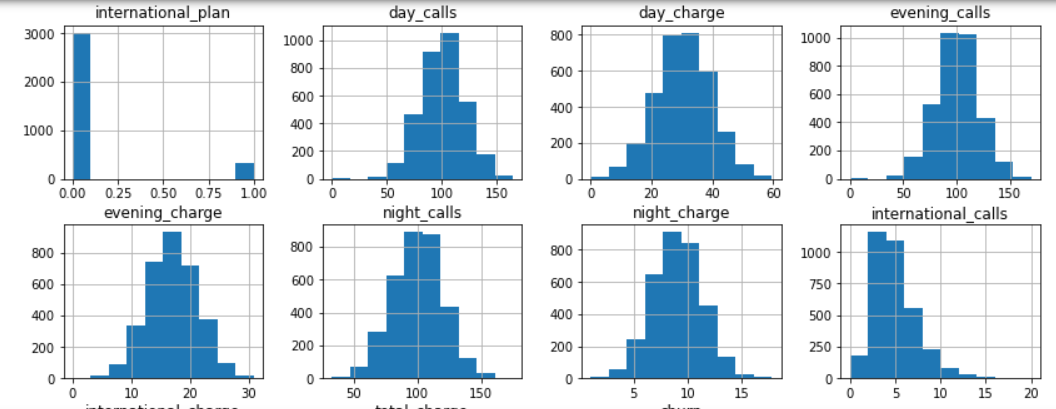 international_plan
day_calls
day_charge
evening_calls
3000
2000
1000
0
0.00 0.25 0.50 0.75 1.00
1000
800
600
400
200
0
0 50 100 150
800
600
400
200
0
0 20 40 60
1000
800
600
400
200
0
0 50 100 150
evening_charge
night_calls
night_charge
international_calls
800
600
400
200
0
0 10 20 30
800
600
400
200
0
50 100 150
800
600
400
200
0
5 10 15
1000
750
500
250
0
0 5 10 15 20
international_charge
total_charge
churn